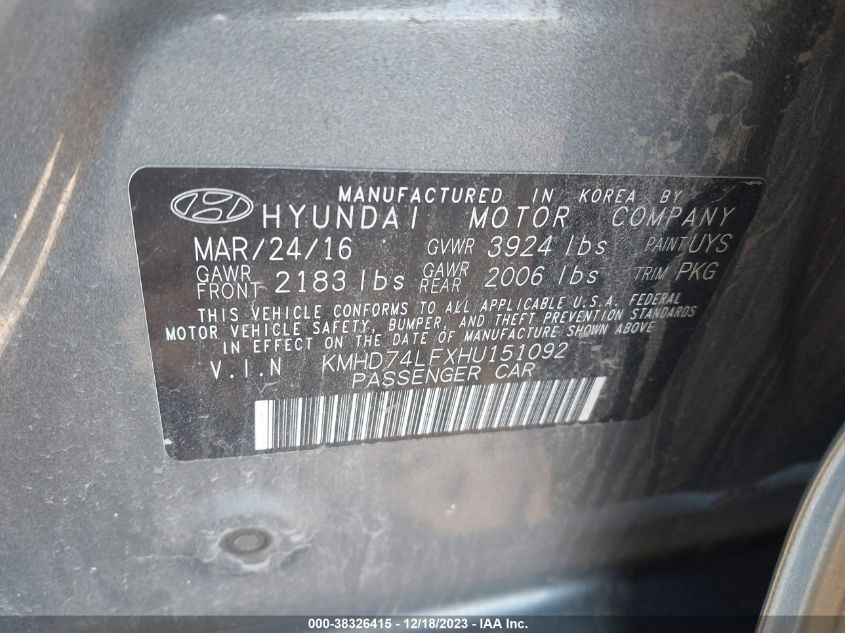 MANUFACTURED IN KOREA BY
HYUNDAI MOTOR COMPANY
MAR/24/16 GVWR 3924 lbs PAINT UYS
GAWR FRONT 2183 lbs GAWR REAR 2006 lbs TRIM PKG
THIS VEHICLE CONFORMS TO ALL APPLICABLE U.S.A. FEDERAL
MOTOR VEHICLE SAFETY, BUMPER, AND THEFT PREVENTION STANDARDS
IN EFFECT ON THE DATE OF MANUFACTURE SHOWN ABOVE
V.I.N KMHD74LFXHU151092
PASSENGER CAR
000-38326415 - 12/18/2023 - IAA Inc.